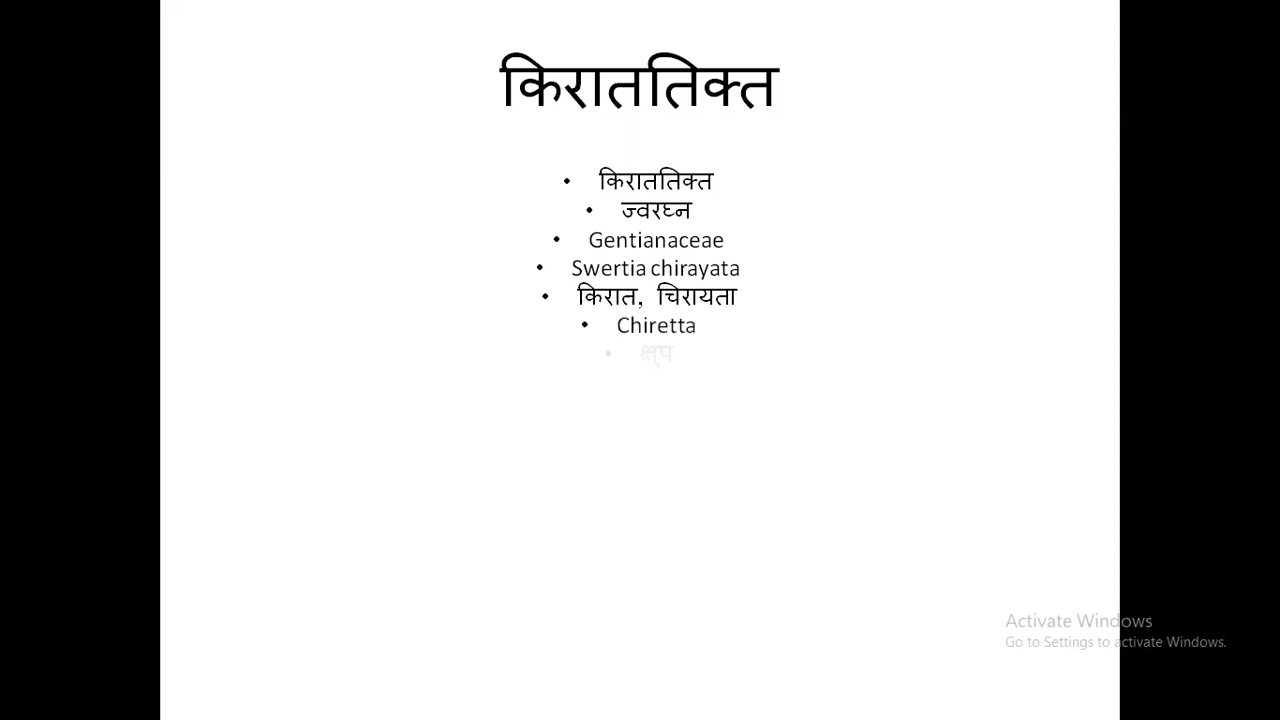 किराततिक्त
• किराततिक्त
• ज्वरघ्न
• Gentianaceae
• Swertia chirayata
• किरात, चिरायता
• Chiretta
• क्षुप
Activate Windows
Go to Settings to activate Windows.